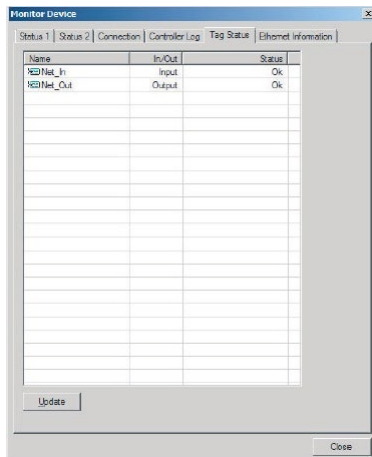 Monitor Device
Status 1 Status 2 Connection Controller Log Tag Status Ethernet Information
Name In/Out Status
Net_In Input Ok
Net_Out Output Ok
Update
Close